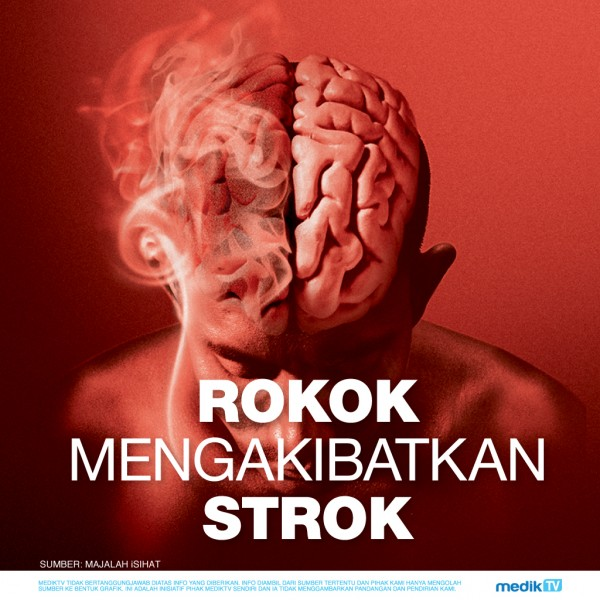 ROKOK
MENGAKIBATKAN
STROK
SUMBER: MAJALAH iSIHAT
MEDIKTV TIDAK BERTANGGUNGJAWAB DIATAS INFO YANG DIBERIKAN, INFO DIAMBIL DARI SUMBER TERTENTU DAN PIHAK KAMI HANYA MENGOLAH
SUMBER KE BENTUK GRAFIK. INI ADALAH INISIATIF PIHAK MEDIKTV SENDIRI DAN IA TIDAK MENGGAMBARKAN PANDANGAN DAN PENDIRIAN KAMI.
medik TV